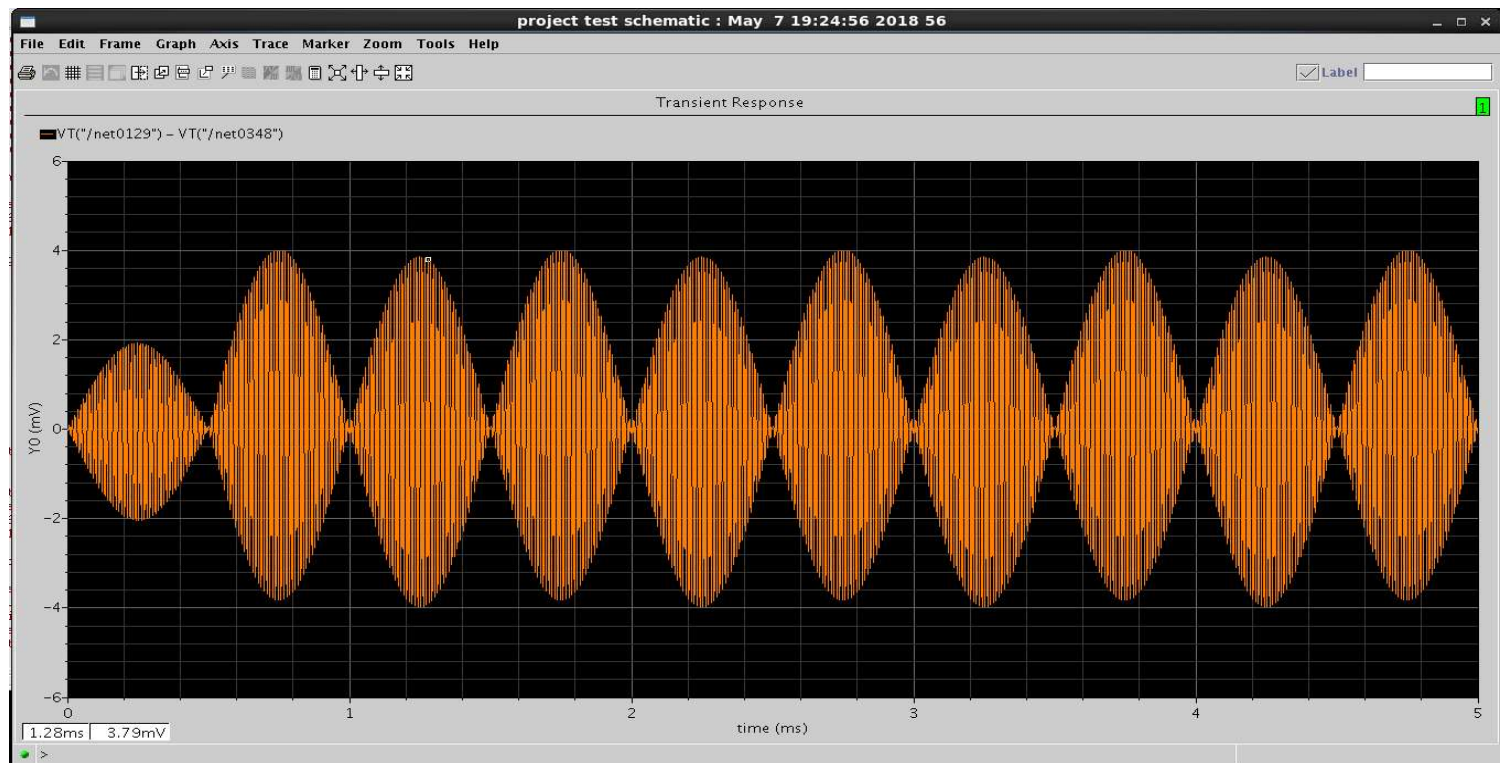 project test schematic : May 7 19:24:56 2018 56
File Edit Frame Graph Axis Trace Marker Zoom Tools Help
Label
Transient Response
1
VT("/net0129") – VT("/net0348")
6
4
2
0
-2
-4
-6
Y0 (mV)
0 1 2 3 4 5
time (ms)
1.28ms 3.79mV
>